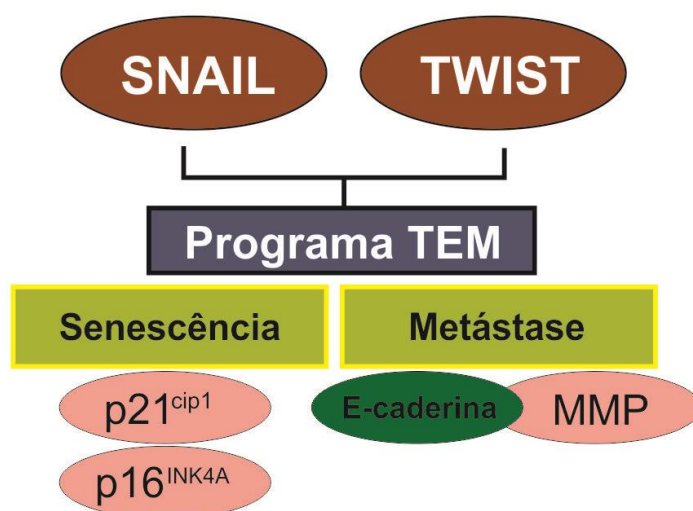 SNAIL
TWIST
Programa TEM
Senescência
Metástase
p21cip1
E-caderina
MMP
p16INK4A